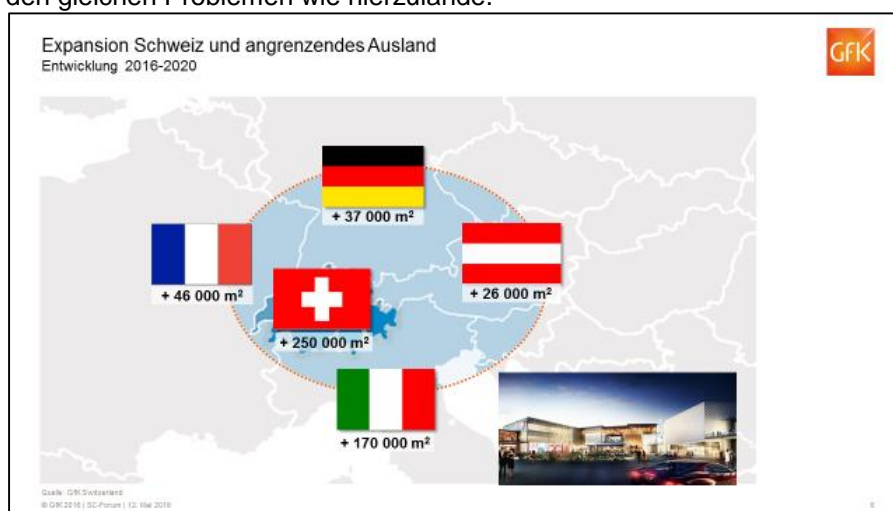 den gleichen Problemen wie hierzulande.
Expansion Schweiz und angrenzendes Ausland
Entwicklung 2016-2020
GfK
+ 37 000 m²
+ 46 000 m²
+ 26 000 m²
+ 250 000 m²
+ 170 000 m²
Quelle: GfK Switzerland
© GfK 2016 | SC-Forum | 12. Mai 2016
6